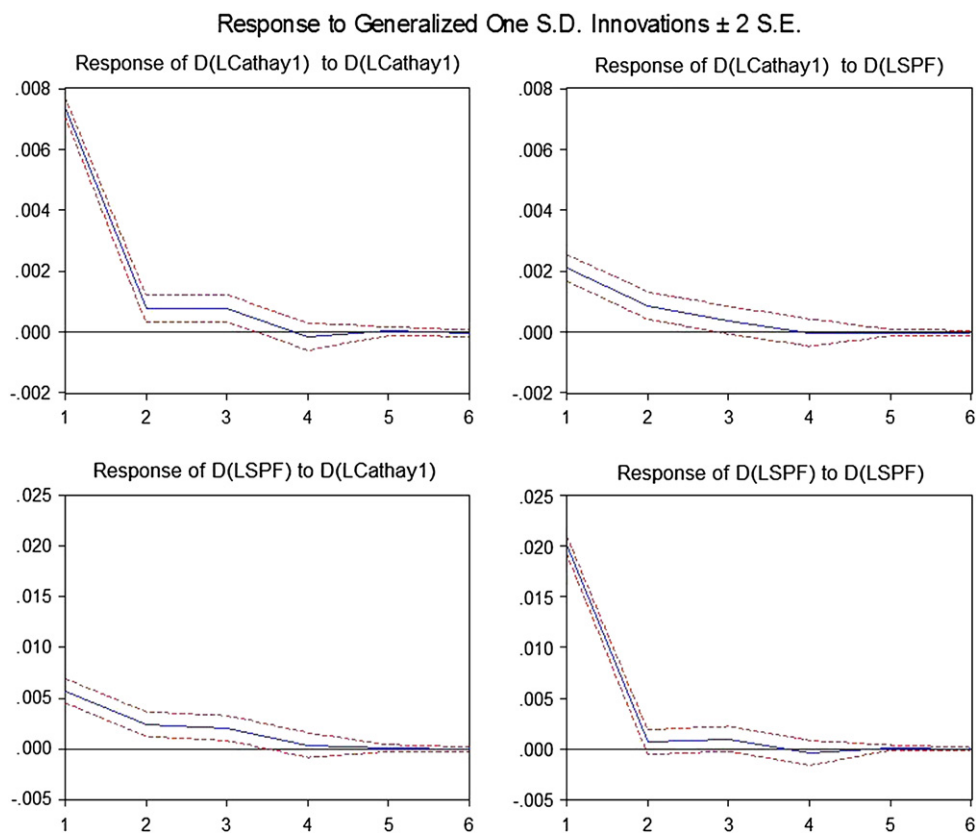 Response to Generalized One S.D. Innovations ± 2 S.E.
Response of D(LCathay1) to D(LCathay1)
.008
.006
.004
.002
.000
-.002
1 2 3 4 5 6
Response of D(LCathay1) to D(LSPF)
.008
.006
.004
.002
.000
-.002
1 2 3 4 5 6
Response of D(LSPF) to D(LCathay1)
.025
.020
.015
.010
.005
.000
-.005
1 2 3 4 5 6
Response of D(LSPF) to D(LSPF)
.025
.020
.015
.010
.005
.000
-.005
1 2 3 4 5 6